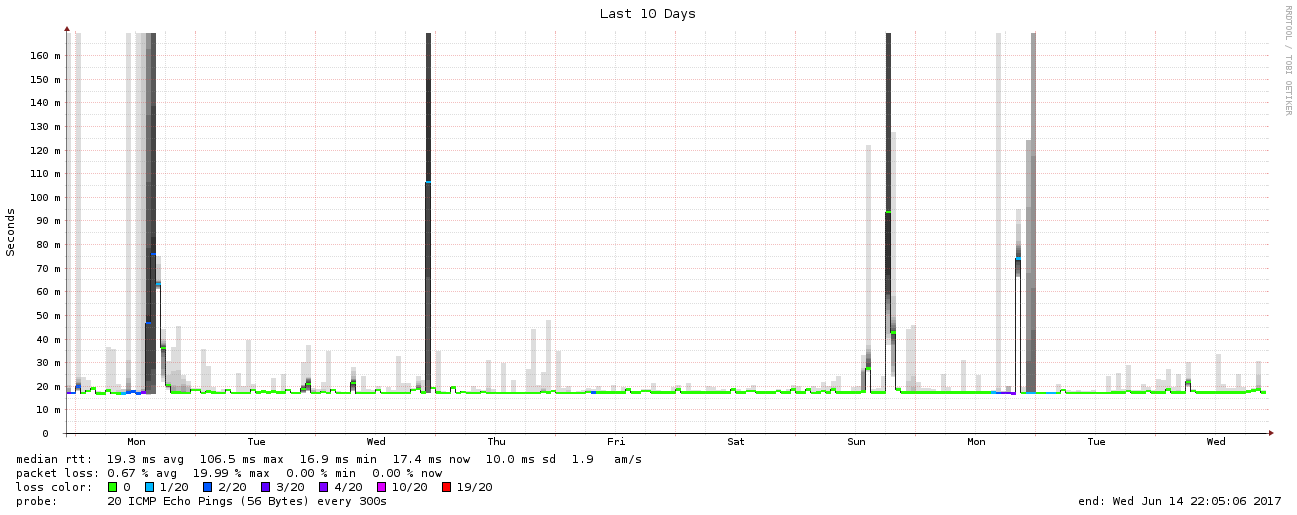 Last 10 Days
RRDTOOL / TOBI OETIKER
Seconds
160 m
150 m
140 m
130 m
120 m
110 m
100 m
90 m
80 m
70 m
60 m
50 m
40 m
30 m
20 m
10 m
0
Mon Tue Wed Thu Fri Sat Sun Mon Tue Wed
median rtt: 19.3 ms avg 106.5 ms max 16.9 ms min 17.4 ms now 10.0 ms sd 1.9 am/s
packet loss: 0.67 % avg 19.99 % max 0.00 % min 0.00 % now
loss color: 0 1/20 2/20 3/20 4/20 10/20 19/20
probe: 20 ICMP Echo Pings (56 Bytes) every 300s end: Wed Jun 14 22:05:06 2017